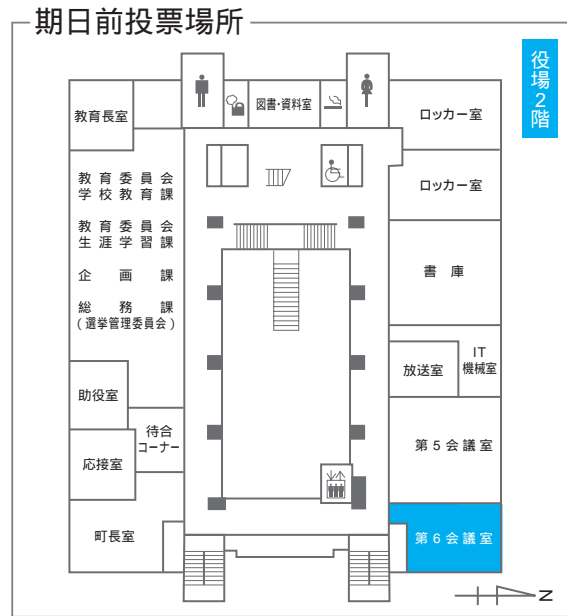 期日前投票場所
役場2階
図書・資料室
教育長室
ロッカー室
教育委員会
学校教育課
ロッカー室
教育委員会
生涯学習課
企画課
書庫
総務課
(選挙管理委員会)
IT
機械室
放送室
助役室
待合
コーナー
第5会議室
応接室
町長室
第6会議室
N